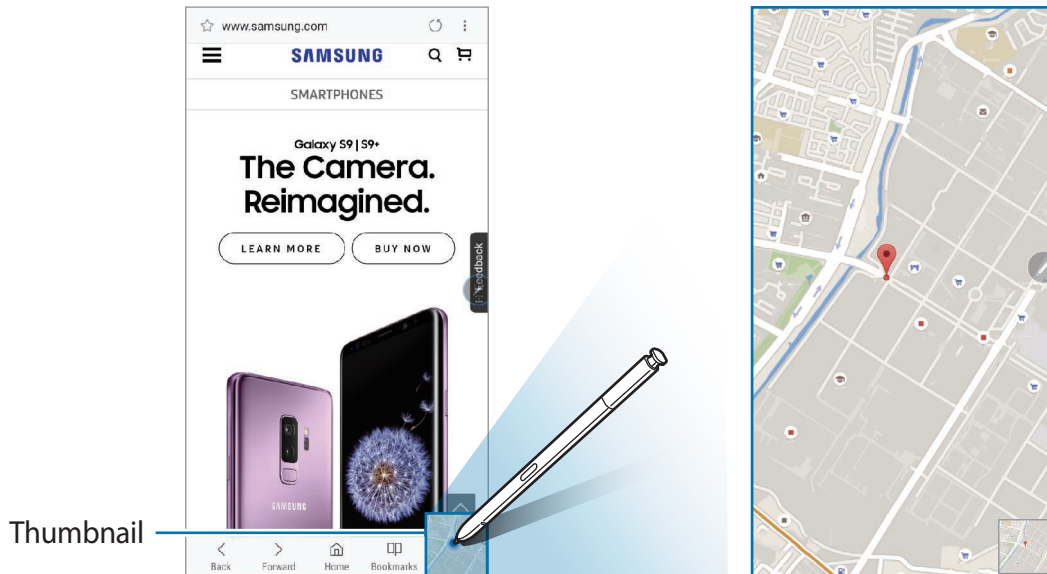 www.samsung.com
SAMSUNG
SMARTPHONES
Galaxy S9 | S9+
The Camera.
Reimagined.
LEARN MORE
BUY NOW
[+] Feedback
SAMSUNG
Thumbnail
Back
Forward
Home
Bookmarks